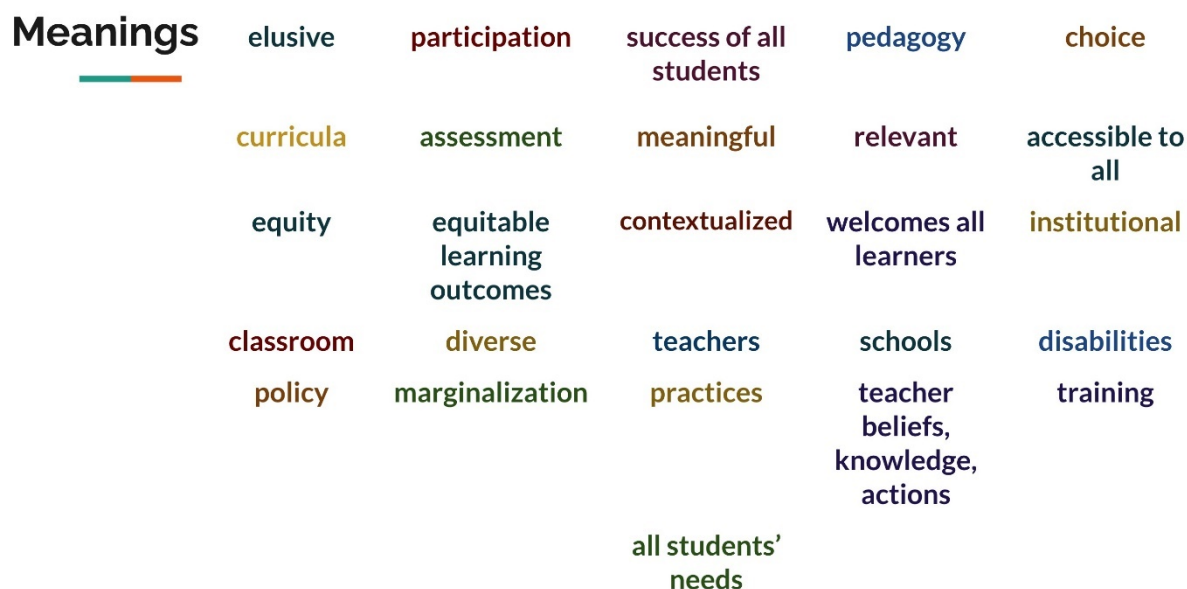 Meanings
elusive participation success of all pedagogy choice
students
curricula assessment meaningful relevant accessible to
all
equity equitable contextualized welcomes all institutional
learning learners
outcomes
classroom diverse teachers schools disabilities
policy marginalization practices teacher training
beliefs,
knowledge,
actions
all students’
needs